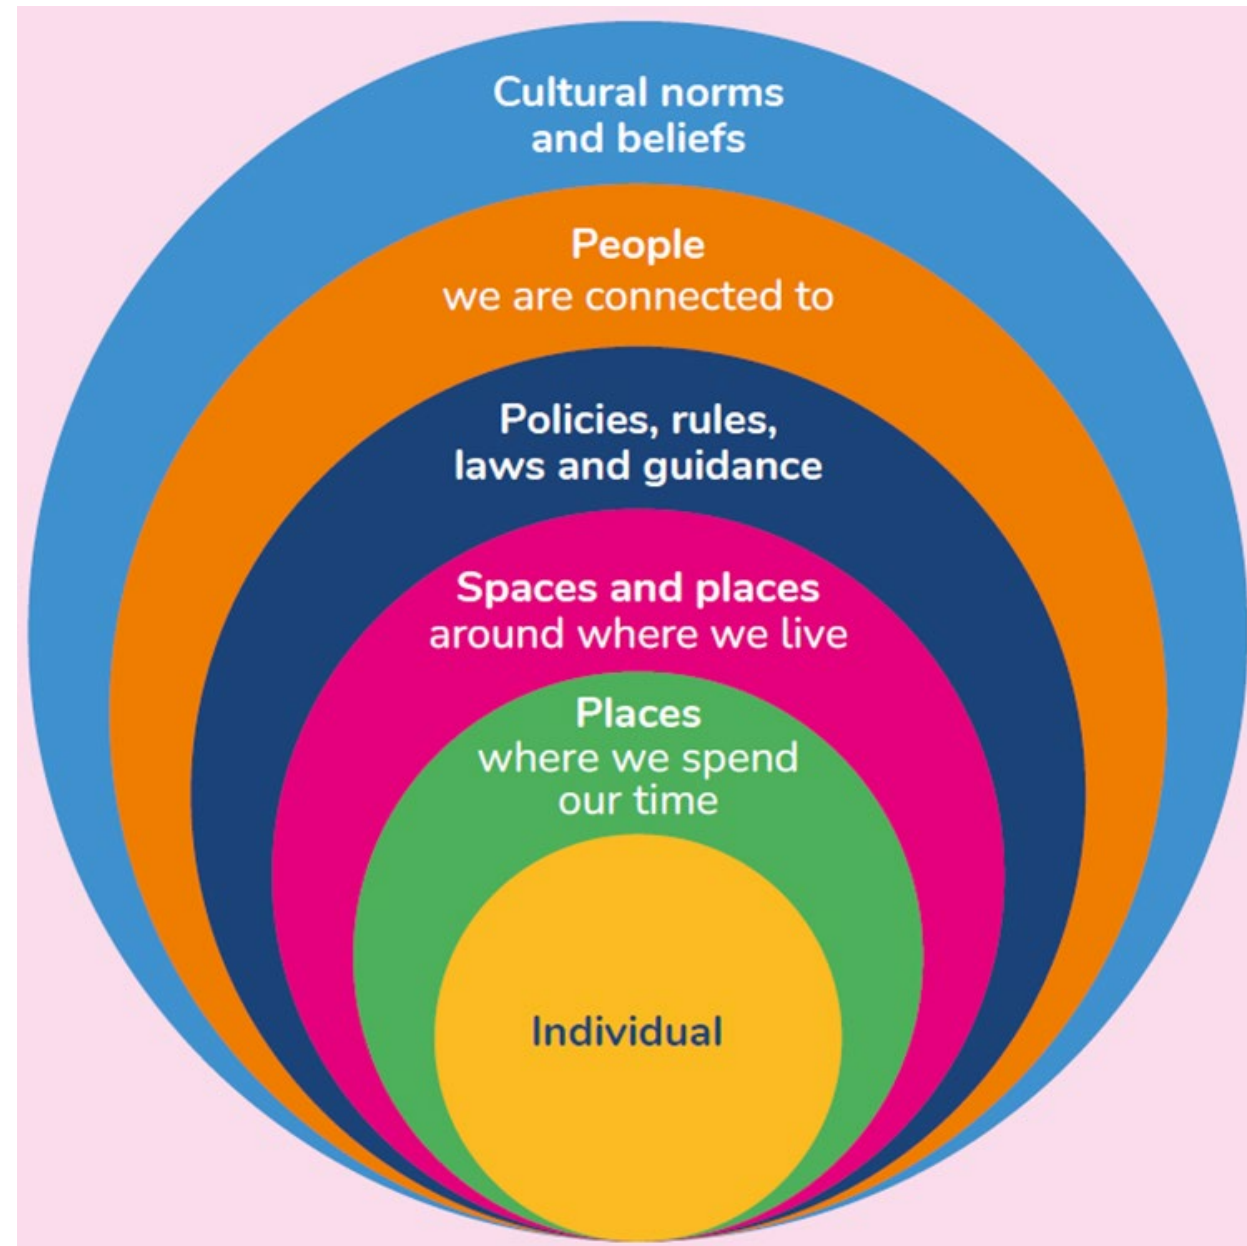 Cultural norms
and beliefs
People
we are connected to
Policies, rules,
laws and guidance
Spaces and places
around where we live
Places
where we spend
our time
Individual